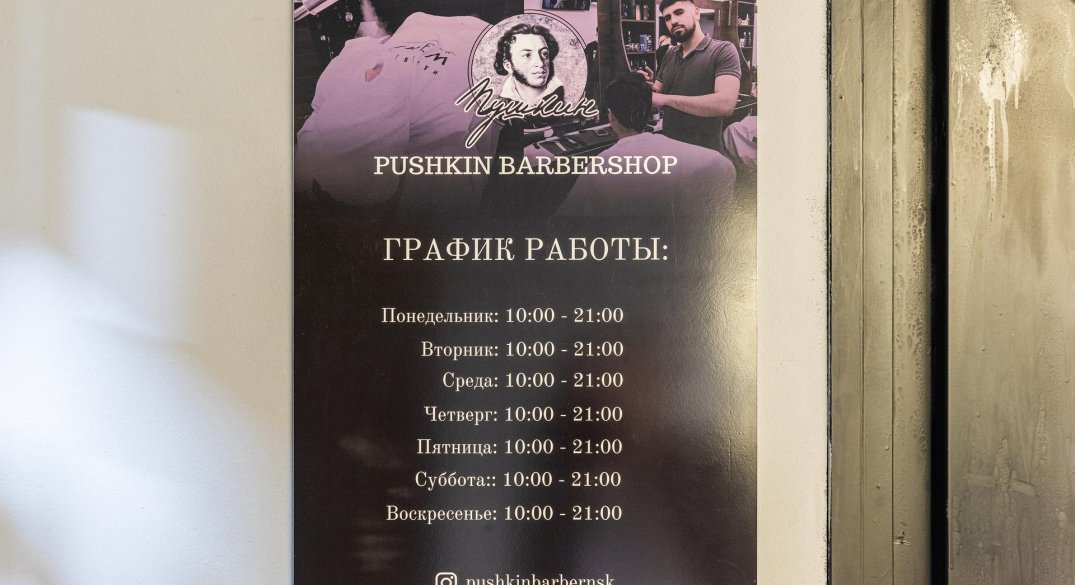 Пушкин
PUSHKIN BARBERSHOP
ГРАФИК РАБОТЫ:
Понедельник: 10:00 - 21:00
Вторник: 10:00 - 21:00
Среда: 10:00 - 21:00
Четверг: 10:00 - 21:00
Пятница: 10:00 - 21:00
Суббота:: 10:00 - 21:00
Воскресенье: 10:00 - 21:00
pushkinbarbernsk